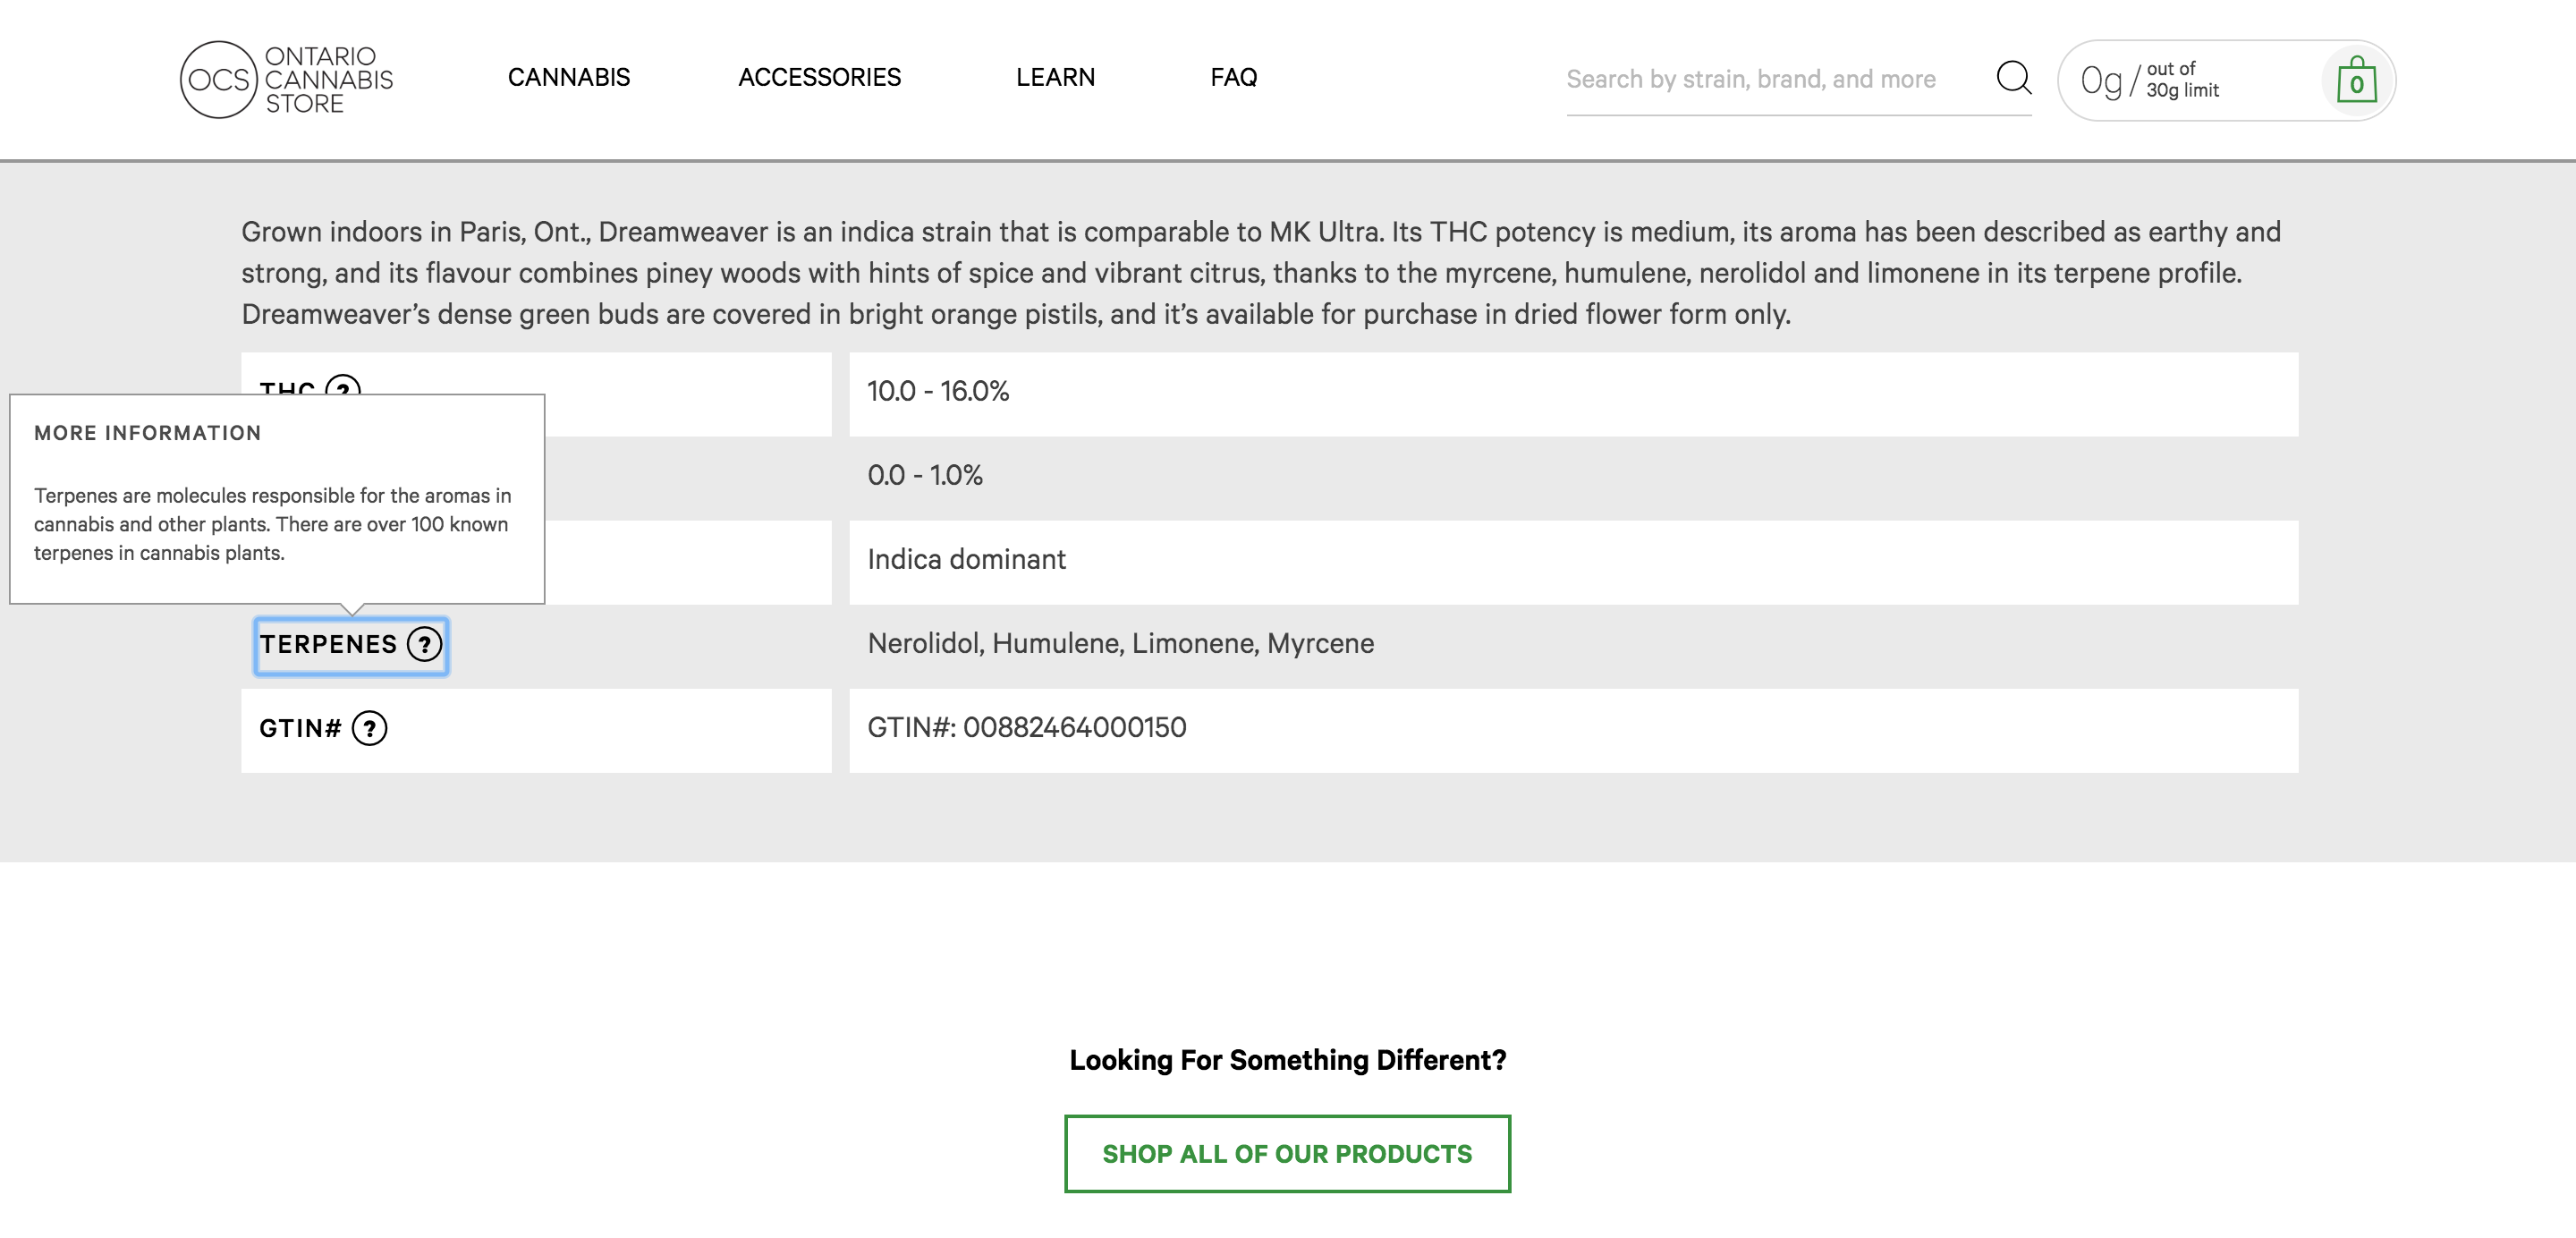 OCS
ONTARIO
CANNABIS
STORE
CANNABIS
ACCESSORIES
LEARN
FAQ
Search by strain, brand, and more
0g/
out of
30g limit
0
Grown indoors in Paris, Ont., Dreamweaver is an indica strain that is comparable to MK Ultra. Its THC potency is medium, its aroma has been described as earthy and
strong, and its flavour combines piney woods with hints of spice and vibrant citrus, thanks to the myrcene, humulene, nerolidol and limonene in its terpene profile.
Dreamweaver’s dense green buds are covered in bright orange pistils, and it’s available for purchase in dried flower form only.
THC ?
10.0 - 16.0%
MORE INFORMATION
Terpenes are molecules responsible for the aromas in
cannabis and other plants. There are over 100 known
terpenes in cannabis plants.
0.0 - 1.0%
Indica dominant
TERPENES ?
Nerolidol, Humulene, Limonene, Myrcene
GTIN# ?
GTIN#: 00882464000150
Looking For Something Different?
SHOP ALL OF OUR PRODUCTS